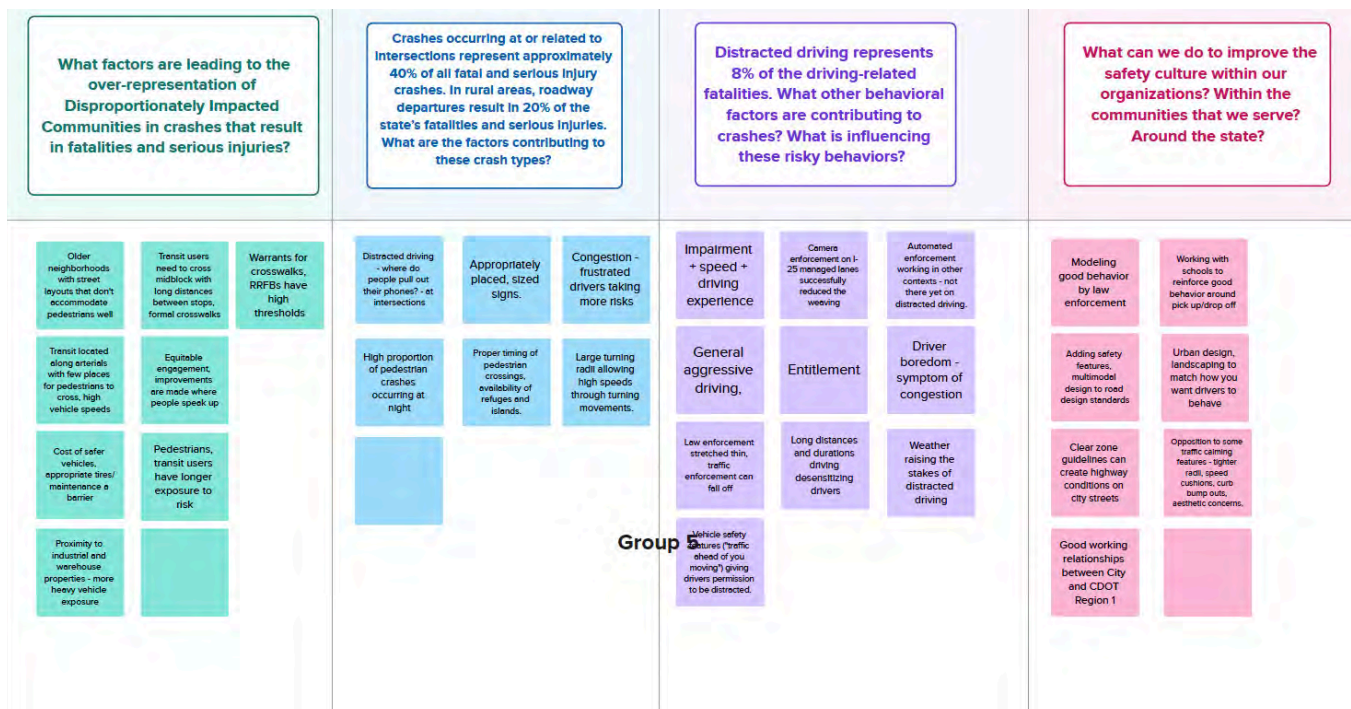 What factors are leading to the
over-representation of
Disproportionately Impacted
Communities in crashes that result
in fatalities and serious injuries?
Crashes occurring at or related to
intersections represent approximately
40% of all fatal and serious injury
crashes. In rural areas, roadway
departures result in 20% of the
state's fatalities and serious injuries.
What are the factors contributing to
these crash types?
Distracted driving represents
8% of the driving-related
fatalities. What other behavioral
factors are contributing to
crashes? What is influencing
these risky behaviors?
What can we do to improve the
safety culture within our
organizations? Within the
communities that we serve?
Around the state?
Older
neighborhoods
with street
layouts that don't
accommodate
pedestrians well
Transit users
need to cross
midblock with
long distances
between stops,
formal crosswalks
Warrants for
crosswalks,
RRFBs have
high
thresholds
Transit located
along arterials
with few places
for pedestrians to
cross, high
vehicle speeds
Equitable
engagement,
improvements
are made where
people speak up
Cost of safer
vehicles,
appropriate tires/
maintenance a
barrier
Pedestrians,
transit users
have longer
exposure to
risk
Proximity to
industrial and
warehouse
properties - more
heavy vehicle
exposure
Distracted driving
- where do
people pull out
their phones? - at
intersections
Appropriately
placed, sized
signs.
Congestion -
frustrated
drivers taking
more risks
High proportion
of pedestrian
crashes
occurring at
night
Proper timing of
pedestrian
crossings,
availability of
refuges and
islands.
Large turning
radii allowing
high speeds
through turning
movements.
Impairment
+ speed +
driving
experience
Camera
enforcement on I-
25 managed lanes
successfully
reduced the
weaving
Automated
enforcement
working in other
contexts - not
there yet on
distracted driving.
General
aggressive
driving,
Entitlement
Driver
boredom -
symptom of
congestion
Law enforcement
stretched thin,
traffic
enforcement can
fall off
Long distances
and durations
driving
desensitizing
drivers
Weather
raising the
stakes of
distracted
driving
Group 5
Vehicle safety
features ("traffic
ahead of you
moving") giving
drivers permission
to be distracted.
Modeling
good behavior
by law
enforcement
Working with
schools to
reinforce good
behavior around
pick up/drop off
Adding safety
features,
multimodal
design to road
design standards
Urban design,
landscaping to
match how you
want drivers to
behave
Clear zone
guidelines can
create highway
conditions on
city streets
Opposition to some
traffic calming
features - tighter
radii, speed
cushions, curb
bump outs,
aesthetic concerns.
Good working
relationships
between City
and CDOT
Region 1